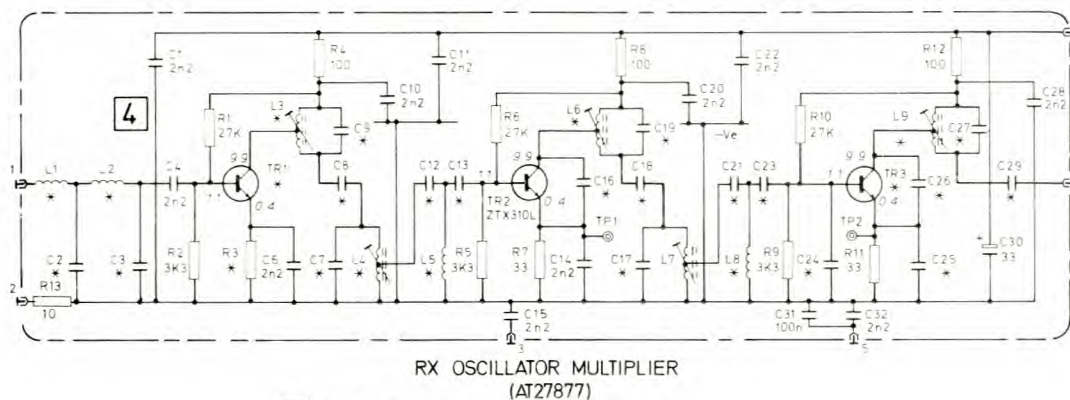 4
1
2
L1
*
L2
*
C2
*
C3
*
R13
10
C1
2n2
C4
2n2
R1
27K
R2
3K3
R3
*
1.1
9.9
0.4
TR1
*
C6
2n2
L3
*
R4
100
C9
*
C10
2n2
C8
*
C7
*
L4
*
C11
2n2
C12
*
C13
*
L5
*
R5
3K3
R6
27K
1.1
9.9
0.4
TR2
ZTX310L
R7
33
C14
2n2
C16
*
TP1
C15
2n2
3
L6
*
R8
100
C19
*
C20
2n2
C18
*
C17
*
L7
*
C22
2n2
-Ve
C21
*
C23
*
L8
*
R9
3K3
R10
27K
C24
*
1.1
9.9
0.4
TR3
*
TP2
R11
33
C26
*
C25
*
C31
100n
C32
2n2
5
L9
*
R12
100
C27
*
C28
2n2
C29
*
+
C30
33
RX OSCILLATOR MULTIPLIER
(AT27877)